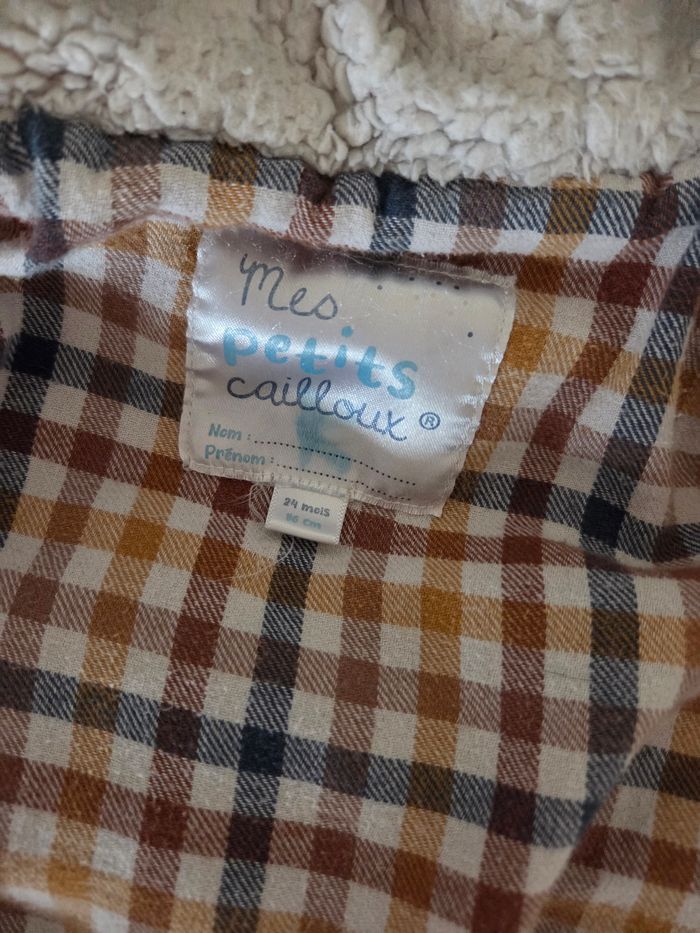 Mes
petits
cailloux ®
Nom :
Prénom :
24 mois
86 cm